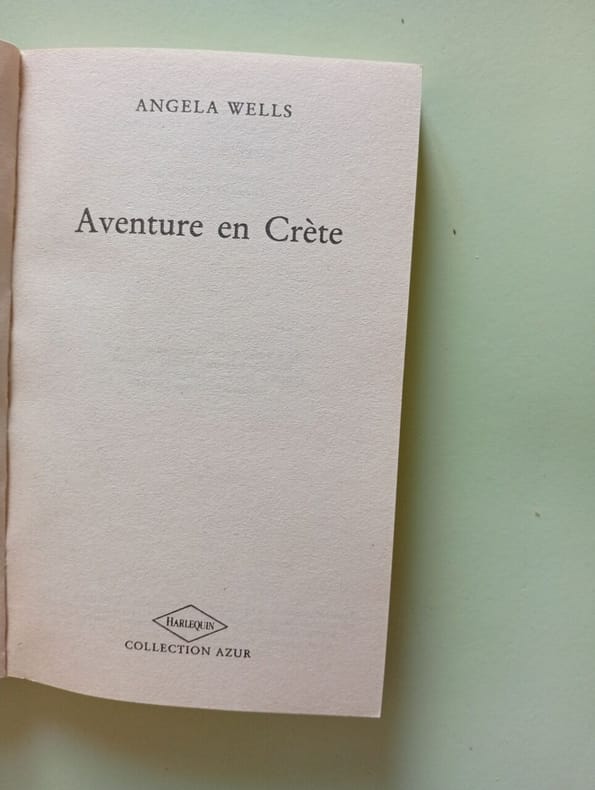 ANGELA WELLS
Aventure en Crète
HARLEQUIN
COLLECTION AZUR